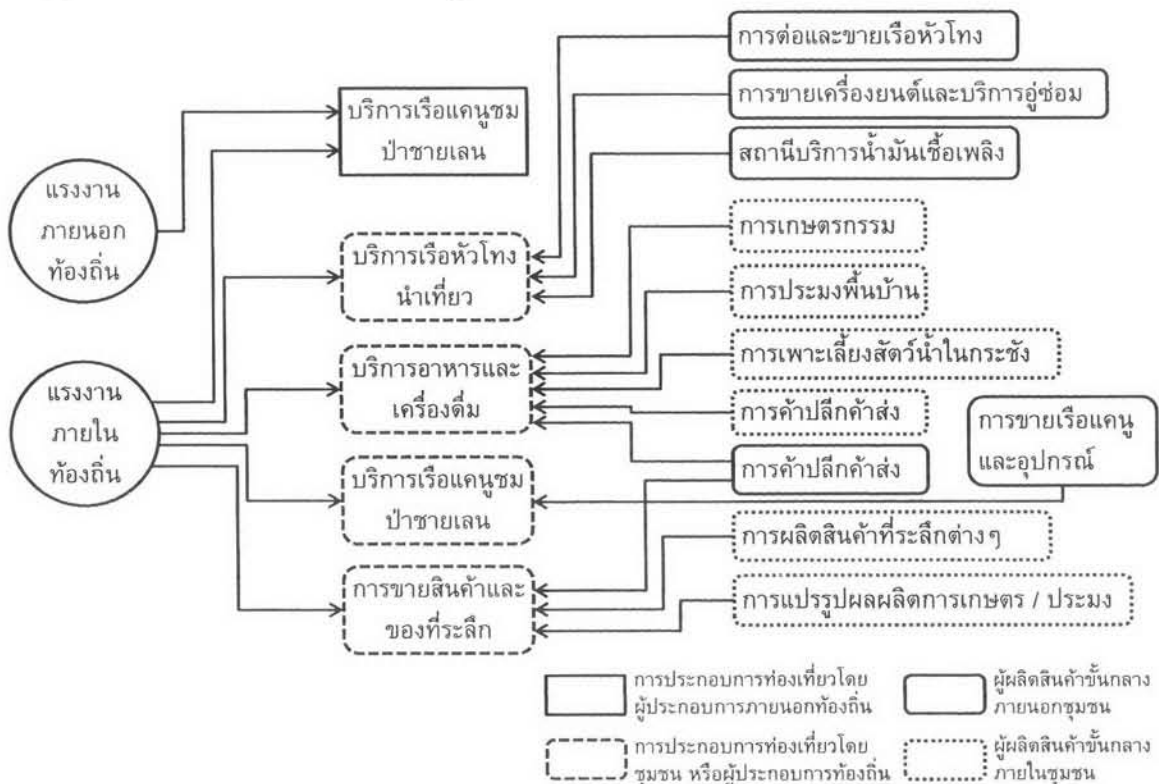 การต่อและขายเรือหัวโทง
การขายเครื่องยนต์และบริการอู่ซ่อม
บริการเรือแคนูชม
ป่าชายเลน
สถานีบริการน้ำมันเชื้อเพลิง
แรงงาน
ภายนอก
ท้องถิ่น
การเกษตรกรรม
บริการเรือหัวโทง
นำเที่ยว
การประมงพื้นบ้าน
การเพาะเลี้ยงสัตว์น้ำในกระชัง
บริการอาหารและ
เครื่องดื่ม
แรงงาน
ภายใน
ท้องถิ่น
การค้าปลีกค้าส่ง
การขายเรือแคนู
และอุปกรณ์
การค้าปลีกค้าส่ง
บริการเรือแคนูชม
ป่าชายเลน
การผลิตสินค้าที่ระลึกต่างๆ
การขายสินค้าและ
ของที่ระลึก
การแปรรูปผลผลิตการเกษตร / ประมง
การประกอบการท่องเที่ยวโดย
ผู้ประกอบการภายนอกท้องถิ่น
ผู้ผลิตสินค้าขั้นกลาง
ภายนอกชุมชน
การประกอบการท่องเที่ยวโดย
ชุมชน หรือผู้ประกอบการท้องถิ่น
ผู้ผลิตสินค้าขั้นกลาง
ภายในชุมชน